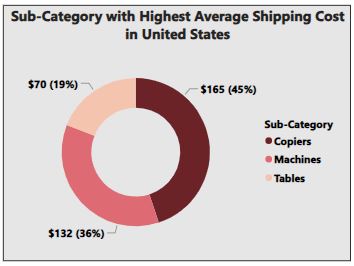 Sub-Category with Highest Average Shipping Cost
in United States
$70 (19%)
$165 (45%)
Sub-Category
Copiers
Machines
Tables
$132 (36%)